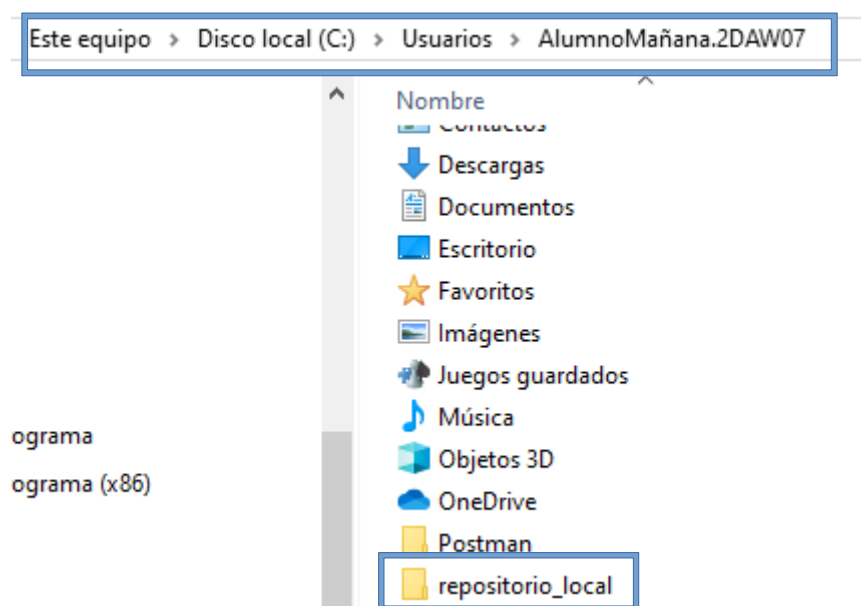 Este equipo > Disco local (C:) > Usuarios > AlumnoMañana.2DAW07
Nombre
Contactos
Descargas
Documentos
Escritorio
Favoritos
Imágenes
Juegos guardados
Música
ograma
Objetos 3D
ograma (x86)
OneDrive
Postman
repositorio_local